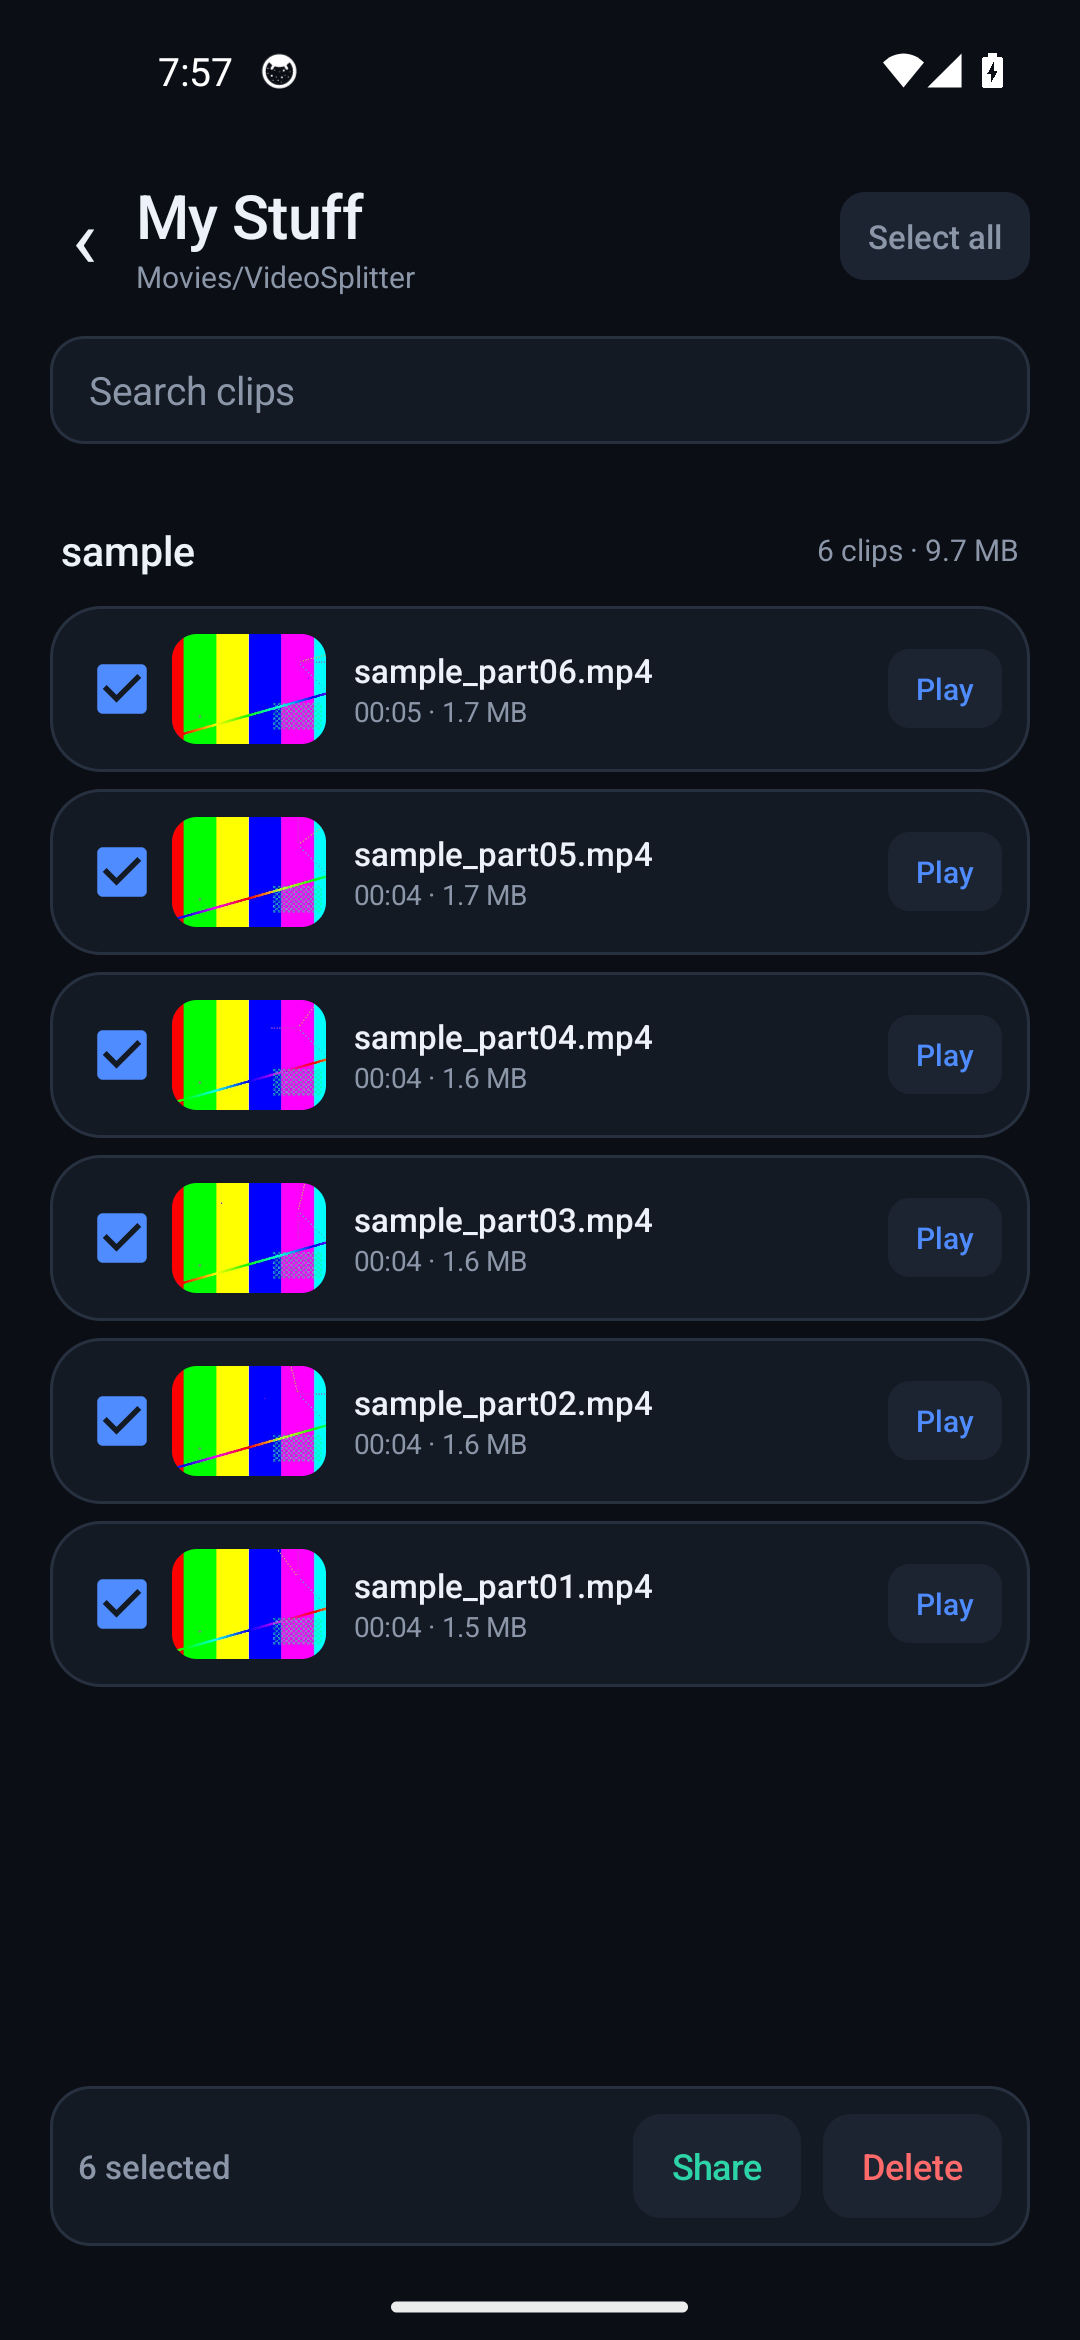 7:57
My Stuff
Movies/VideoSplitter
Select all
Search clips
sample
6 clips · 9.7 MB
sample_part06.mp4
00:05 · 1.7 MB
Play
sample_part05.mp4
00:04 · 1.7 MB
Play
sample_part04.mp4
00:04 · 1.6 MB
Play
sample_part03.mp4
00:04 · 1.6 MB
Play
sample_part02.mp4
00:04 · 1.6 MB
Play
sample_part01.mp4
00:04 · 1.5 MB
Play
6 selected
Share
Delete